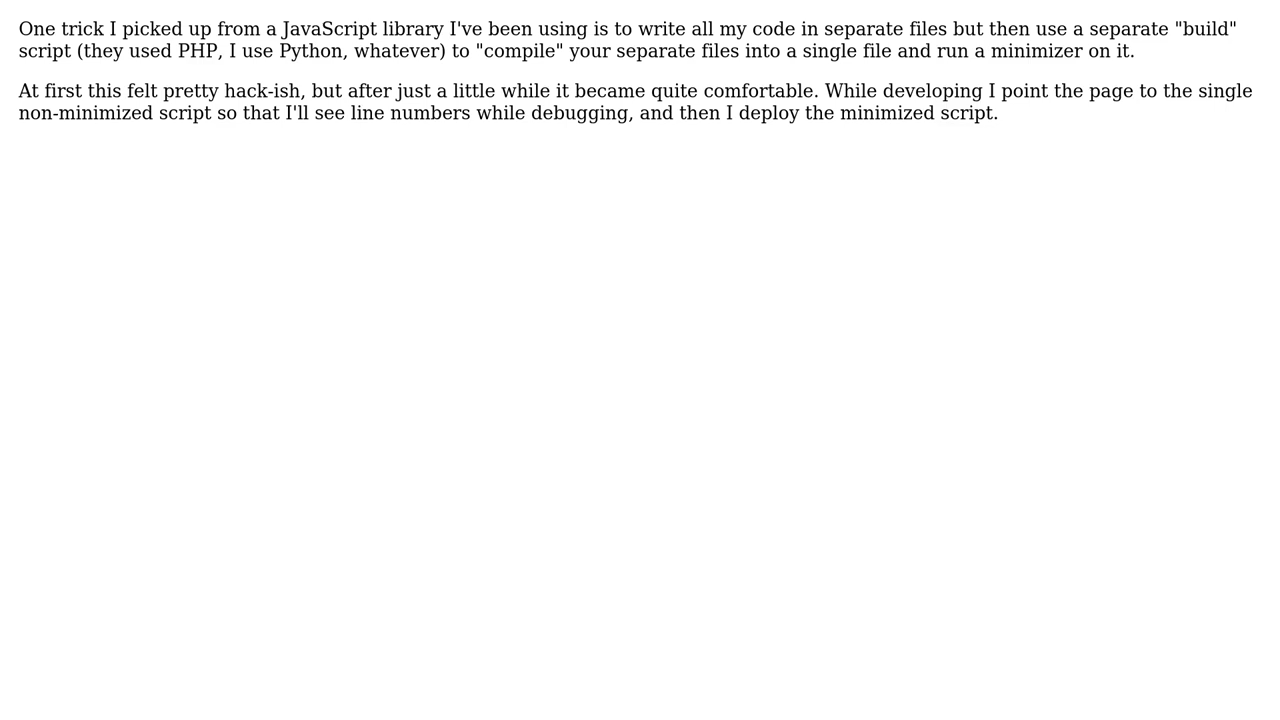 One trick I picked up from a JavaScript library I've been using is to write all my code in separate files but then use a separate "build"
script (they used PHP, I use Python, whatever) to "compile" your separate files into a single file and run a minimizer on it.
At first this felt pretty hack-ish, but after just a little while it became quite comfortable. While developing I point the page to the single
non-minimized script so that I'll see line numbers while debugging, and then I deploy the minimized script.